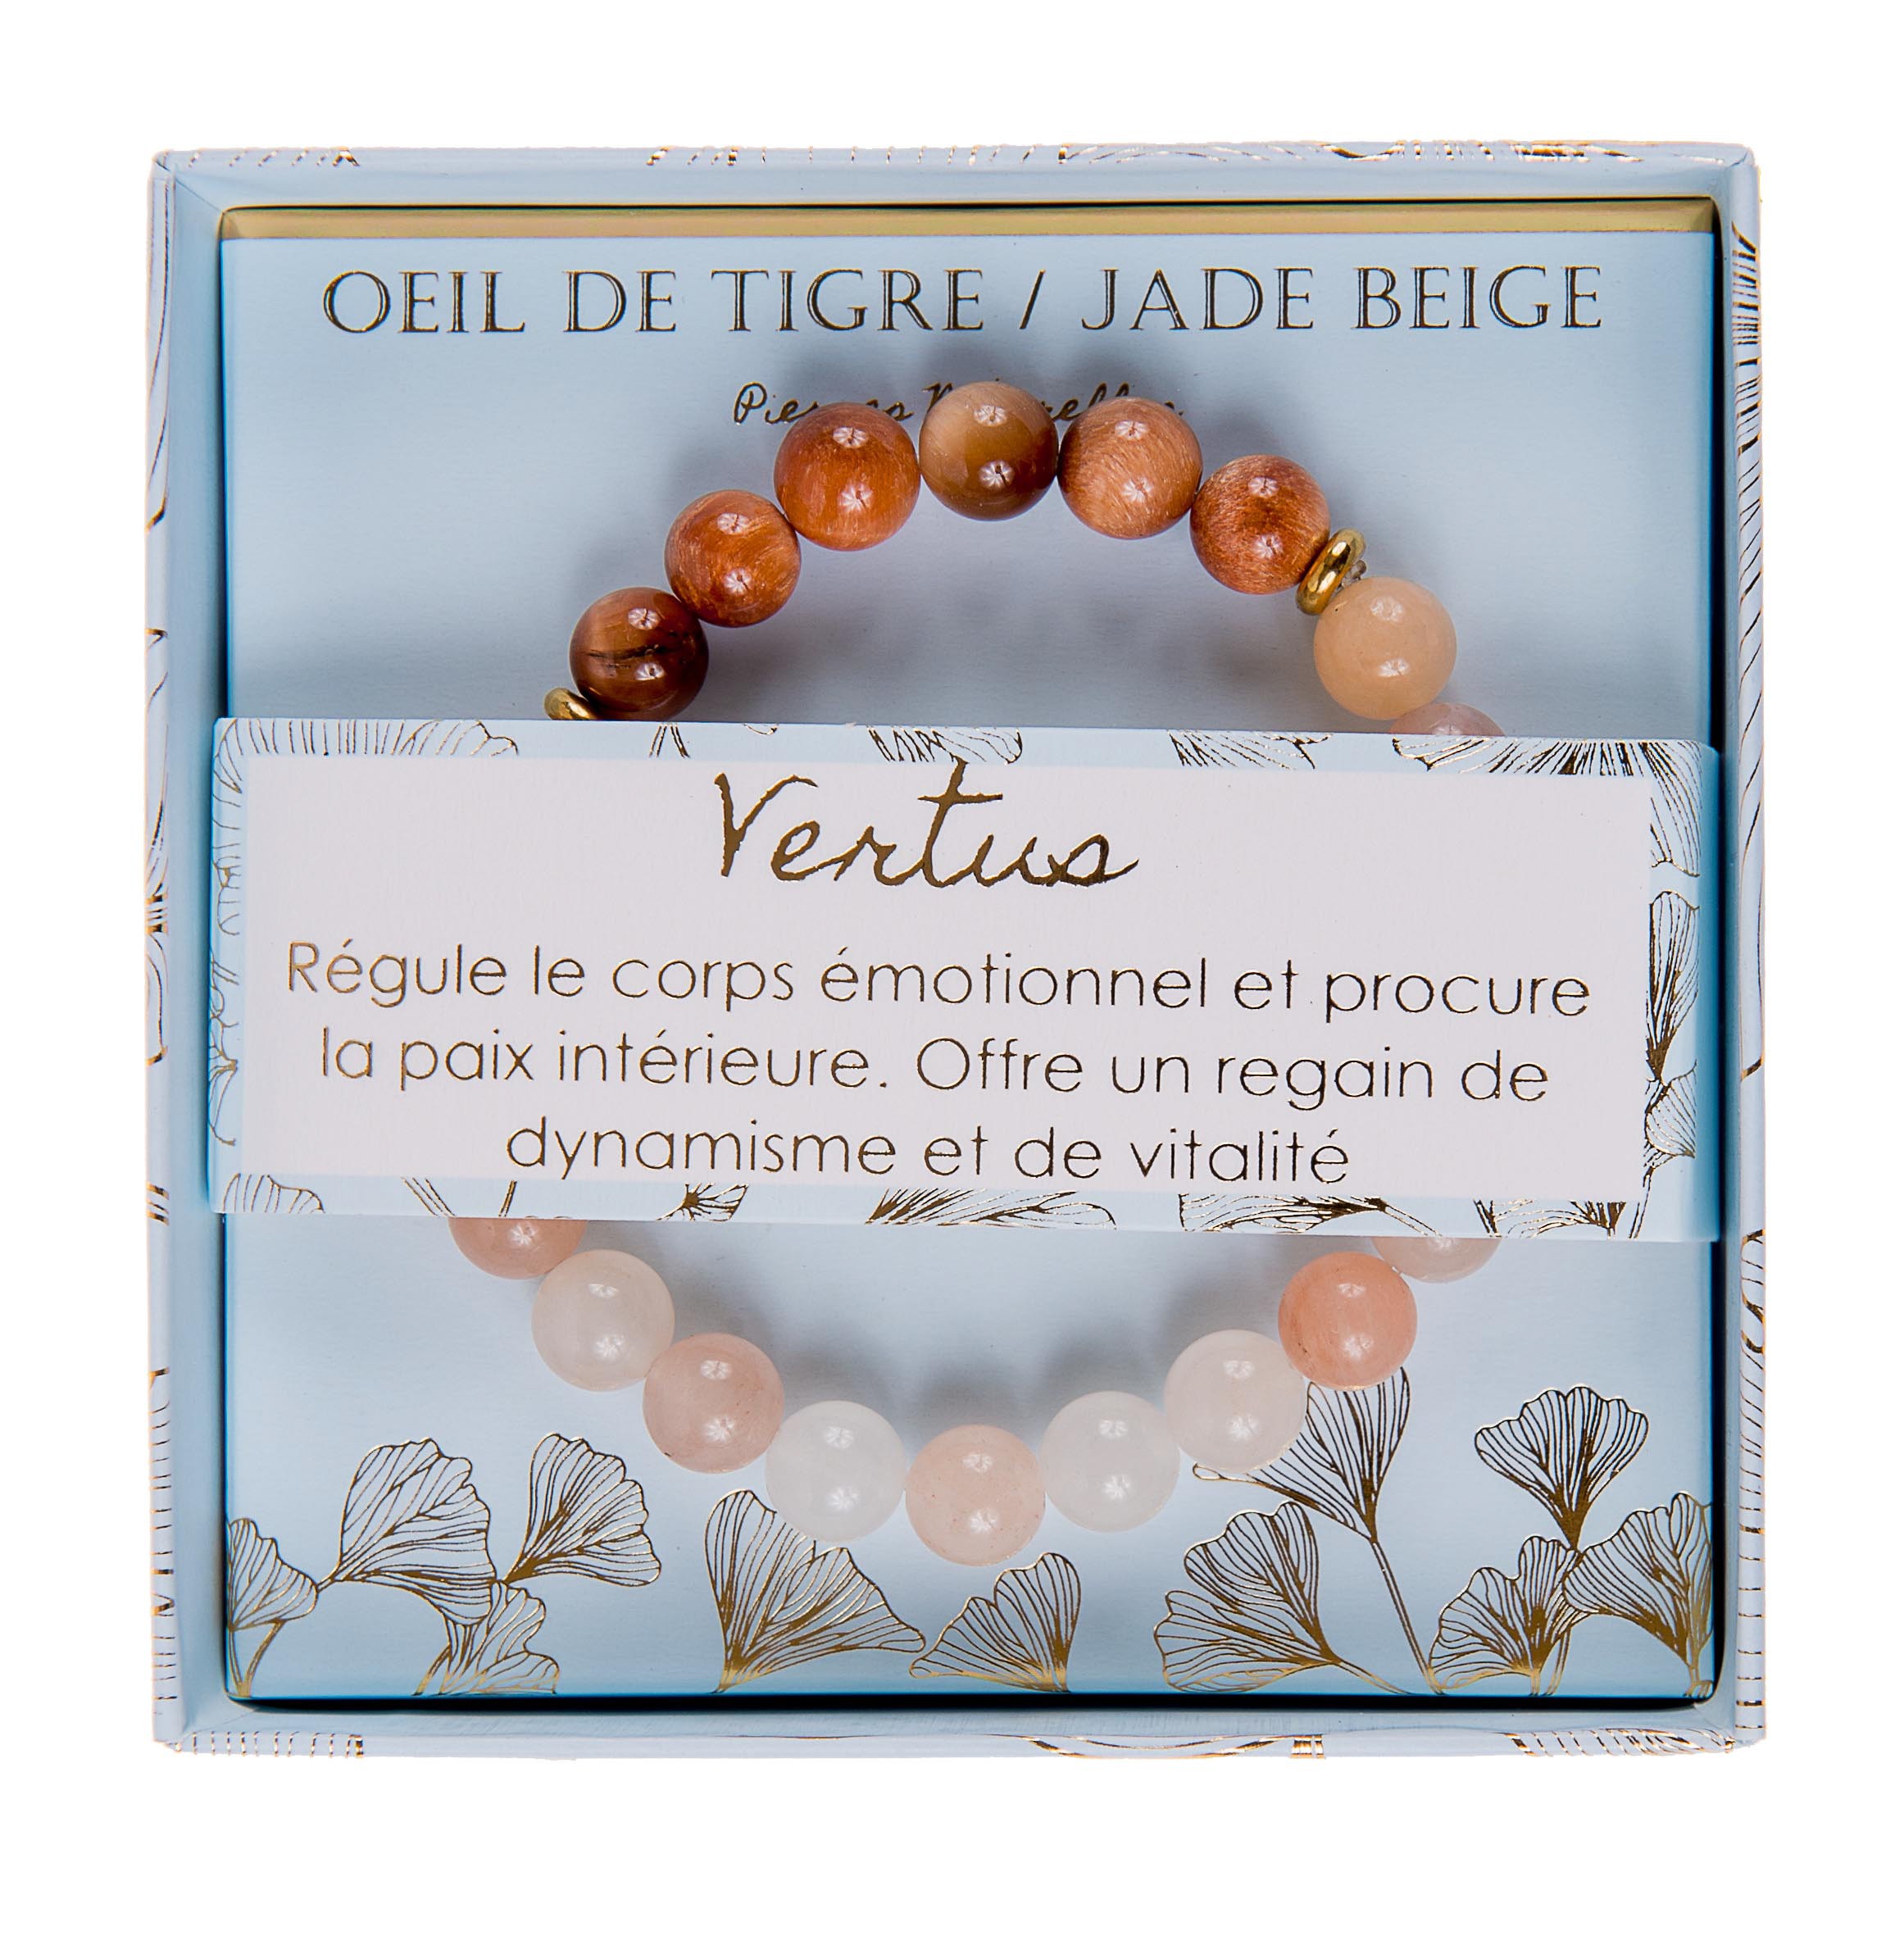 OEIL DE TIGRE / JADE BEIGE
Vertus
Régule le corps émotionnel et procure
la paix intérieure. Offre un regain de
dynamisme et de vitalité